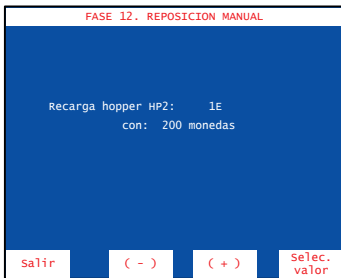 FASE 12. REPOSICION MANUAL
Recarga hopper HP2: 1E
con: 200 monedas
Salir ( - ) ( + ) Selec. valor